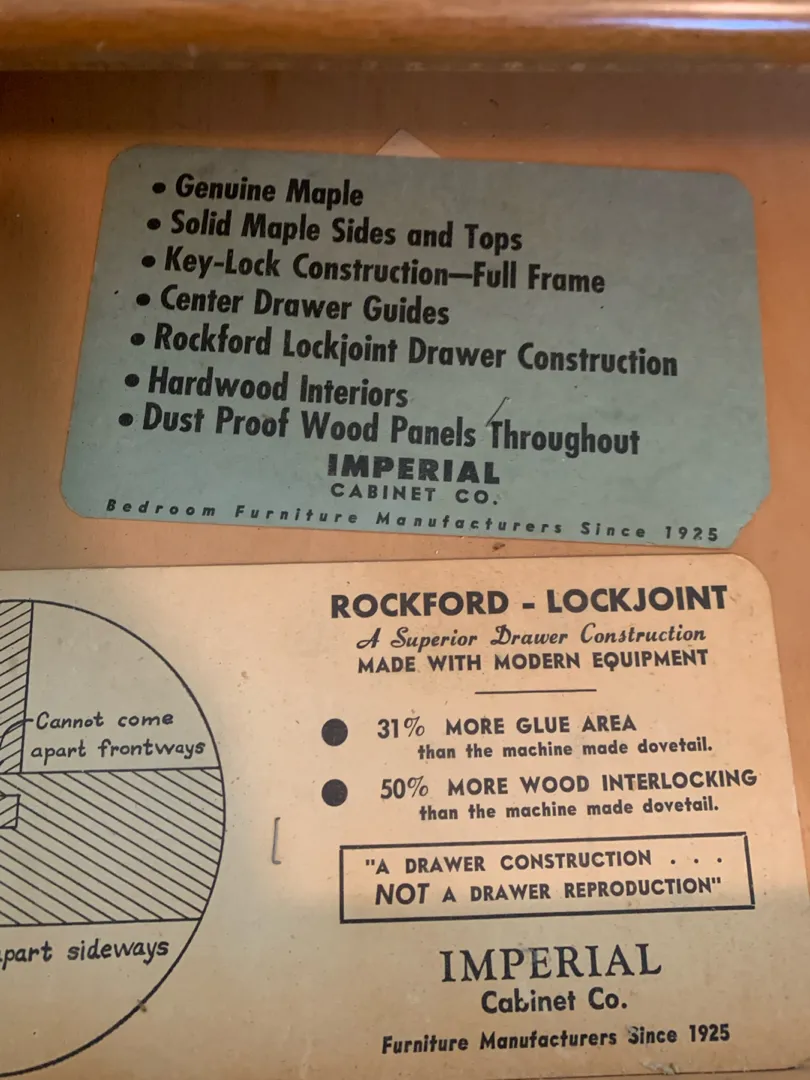 • Genuine Maple
• Solid Maple Sides and Tops
• Key-Lock Construction—Full Frame
• Center Drawer Guides
• Rockford Lockjoint Drawer Construction
• Hardwood Interiors
• Dust Proof Wood Panels Throughout
IMPERIAL
CABINET CO.
Bedroom Furniture Manufacturers Since 1925
Cannot come
apart frontways
part sideways
ROCKFORD - LOCKJOINT
A Superior Drawer Construction
MADE WITH MODERN EQUIPMENT
● 31% MORE GLUE AREA
than the machine made dovetail.
● 50% MORE WOOD INTERLOCKING
than the machine made dovetail.
"A DRAWER CONSTRUCTION . . .
NOT A DRAWER REPRODUCTION"
IMPERIAL
Cabinet Co.
Furniture Manufacturers Since 1925